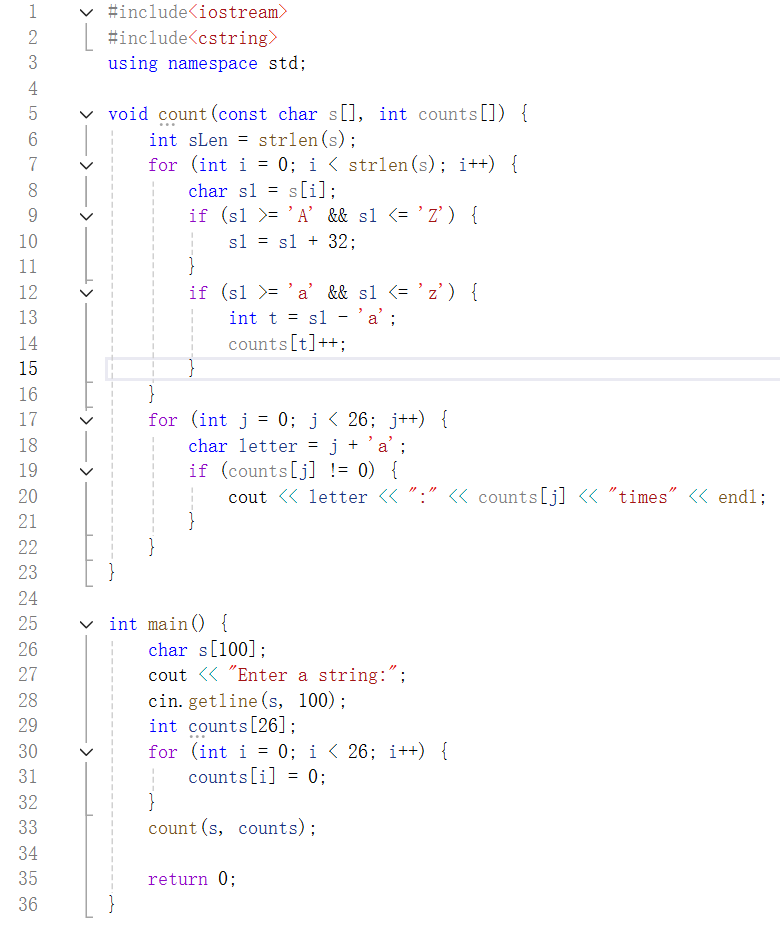 1 #include<iostream>
2 #include<cstring>
3 using namespace std;
4
5 void count(const char s[], int counts[]) {
6     int sLen = strlen(s);
7     for (int i = 0; i < strlen(s); i++) {
8         char s1 = s[i];
9         if (s1 >= 'A' && s1 <= 'Z') {
10             s1 = s1 + 32;
11         }
12         if (s1 >= 'a' && s1 <= 'z') {
13             int t = s1 - 'a';
14             counts[t]++;
15         }
16     }
17     for (int j = 0; j < 26; j++) {
18         char letter = j + 'a';
19         if (counts[j] != 0) {
20             cout << letter << ":" << counts[j] << "times" << endl;
21         }
22     }
23 }
24
25 int main() {
26     char s[100];
27     cout << "Enter a string:";
28     cin.getline(s, 100);
29     int counts[26];
30     for (int i = 0; i < 26; i++) {
31         counts[i] = 0;
32     }
33     count(s, counts);
34
35     return 0;
36 }